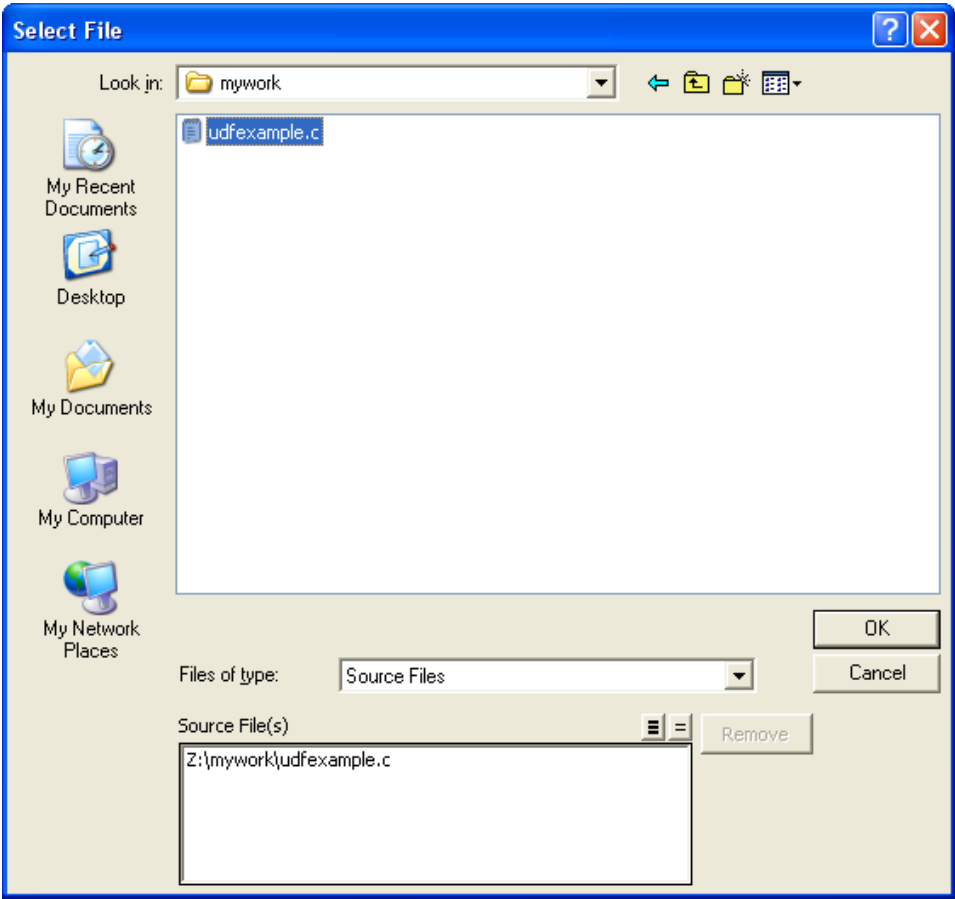 Select File
Look in: mywork
udfexample.c
My Recent
Documents
Desktop
My Documents
My Computer
My Network
Places
OK
Files of type: Source Files
Cancel
Source File(s)
Remove
Z:\mywork\udfexample.c